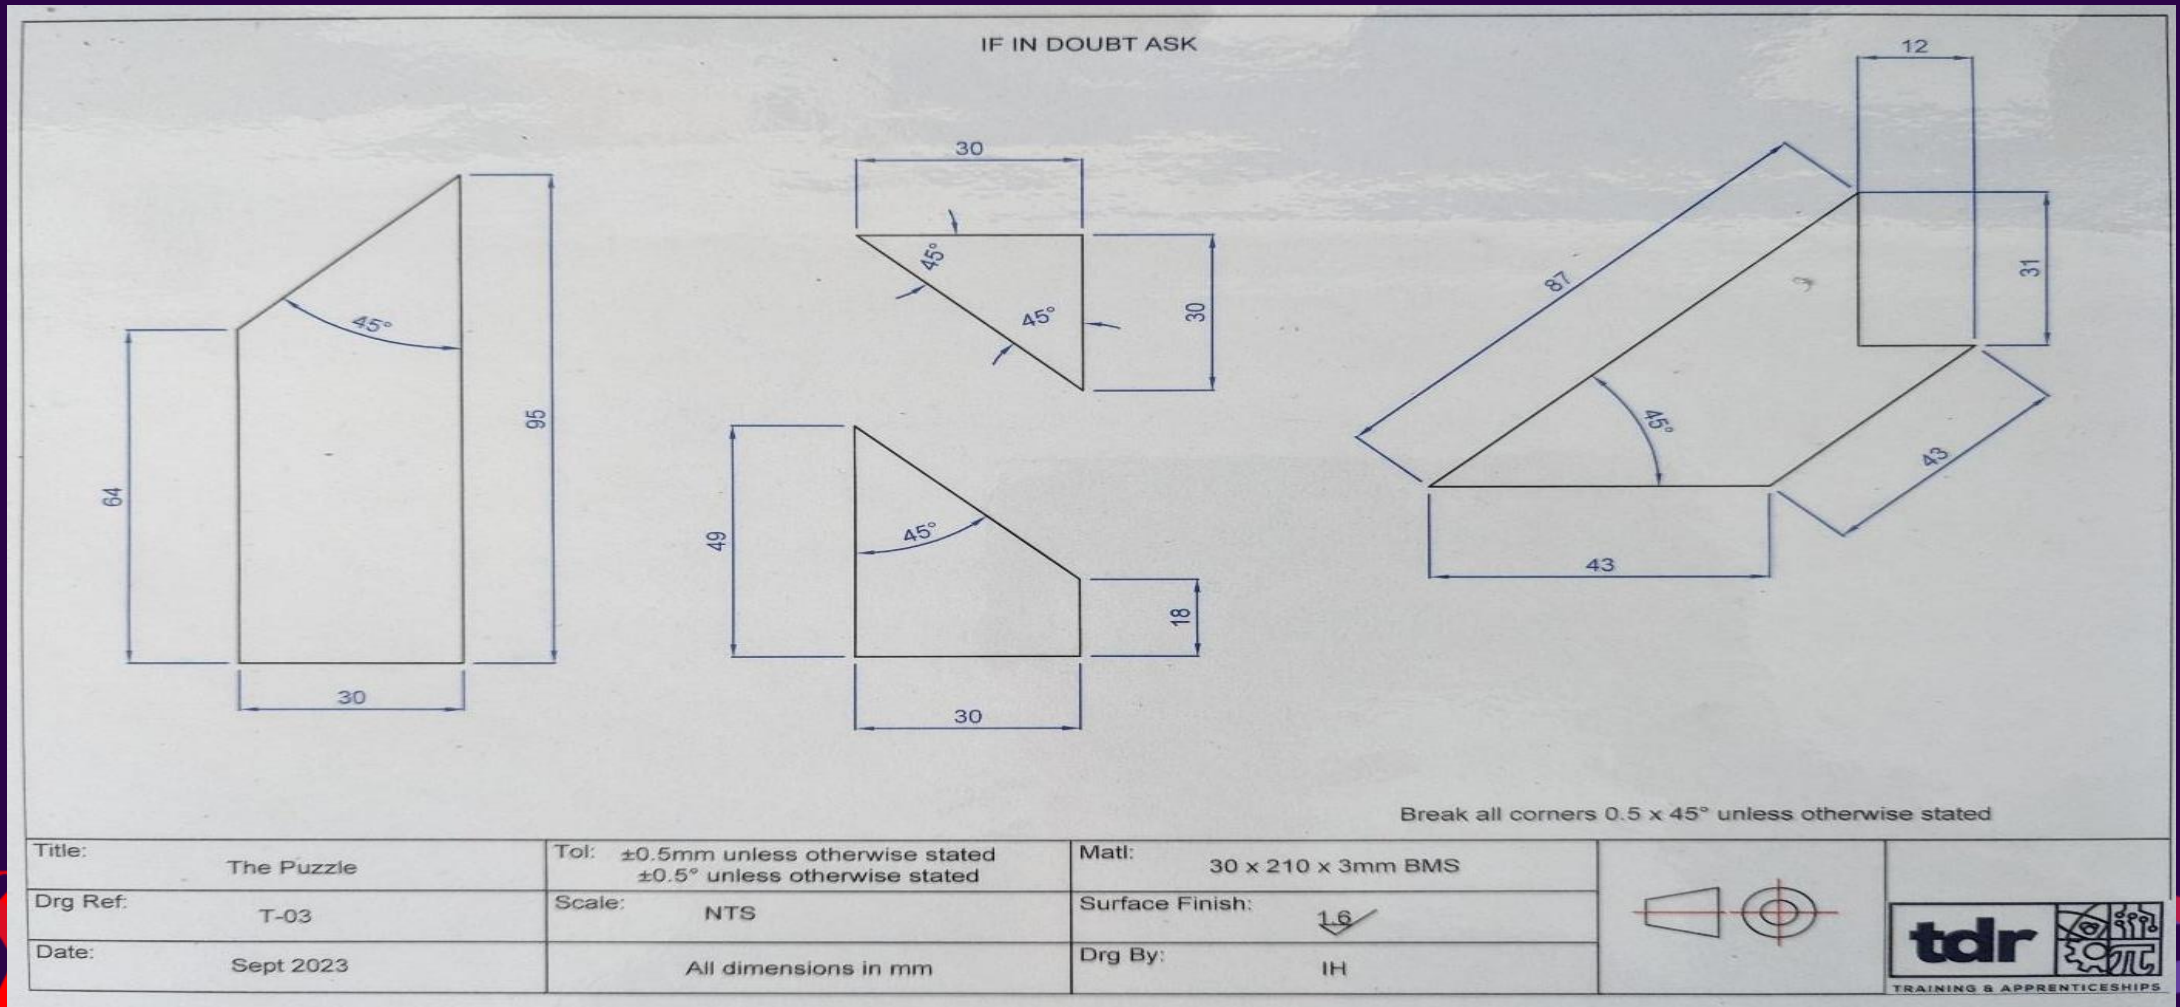 IF IN DOUBT ASK
12
30
87
45°
31
30
45°
45°
95
64
45°
49
45°
18
43
43
30
30
Break all corners 0.5 x 45° unless otherwise stated
Title:
The Puzzle
Tol: ±0.5mm unless otherwise stated
±0.5° unless otherwise stated
Matl:
30 x 210 x 3mm BMS
Drg Ref:
T-03
Scale:
NTS
Surface Finish:
1.6
Date:
Sept 2023
All dimensions in mm
Drg By:
IH
tdr
TRAINING & APPRENTICESHIPS